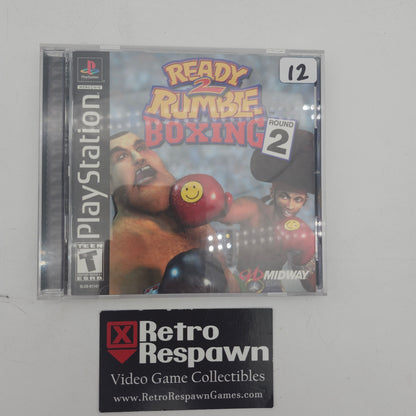 PlayStation
READY
2
RUMBLE
BOXING
ROUND
2
12
TEEN
T
ESRB
MIDWAY
Retro
Respawn
Video Game Collectibles
www.RetroRespawnGames.com